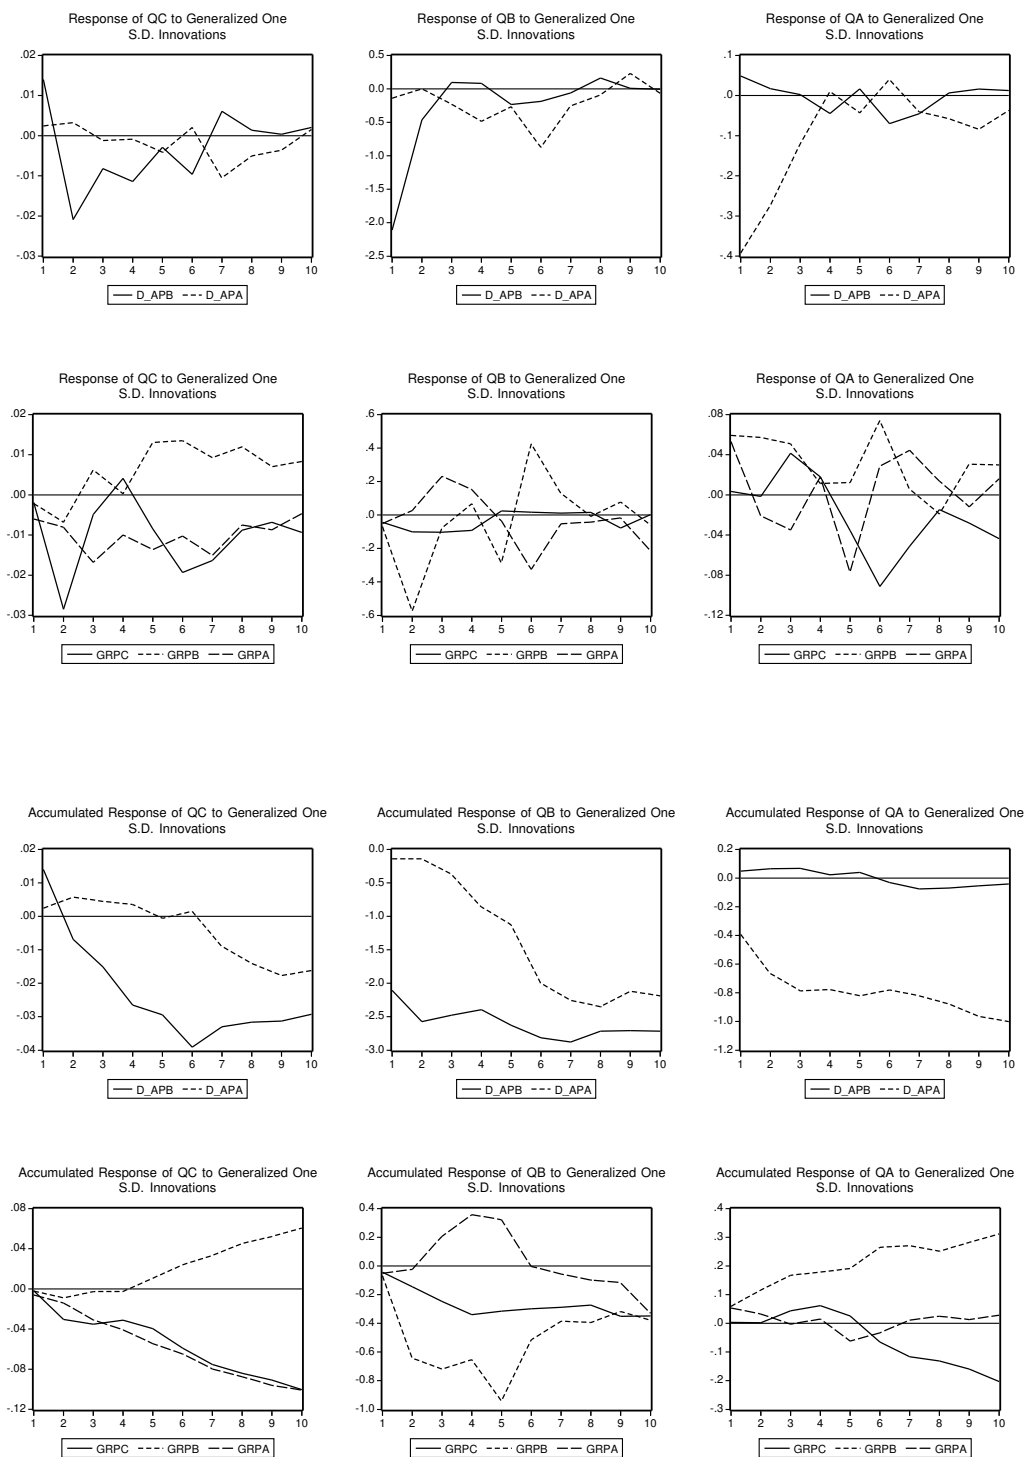 Response of QC to Generalized One
S.D. Innovations
.02
.01
.00
-.01
-.02
-.03
1 2 3 4 5 6 7 8 9 10
D_APB D_APA
Response of QB to Generalized One
S.D. Innovations
0.5
0.0
-0.5
-1.0
-1.5
-2.0
-2.5
1 2 3 4 5 6 7 8 9 10
D_APB D_APA
Response of QA to Generalized One
S.D. Innovations
.1
.0
-.1
-.2
-.3
-.4
1 2 3 4 5 6 7 8 9 10
D_APB D_APA
Response of QC to Generalized One
S.D. Innovations
.02
.01
.00
-.01
-.02
-.03
1 2 3 4 5 6 7 8 9 10
GRPC GRPB GRPA
Response of QB to Generalized One
S.D. Innovations
.6
.4
.2
.0
-.2
-.4
-.6
1 2 3 4 5 6 7 8 9 10
GRPC GRPB GRPA
Response of QA to Generalized One
S.D. Innovations
.08
.04
.00
-.04
-.08
-.12
1 2 3 4 5 6 7 8 9 10
GRPC GRPB GRPA
Accumulated Response of QC to Generalized One
S.D. Innovations
.02
.01
.00
-.01
-.02
-.03
-.04
1 2 3 4 5 6 7 8 9 10
D_APB D_APA
Accumulated Response of QB to Generalized One
S.D. Innovations
0.0
-0.5
-1.0
-1.5
-2.0
-2.5
-3.0
1 2 3 4 5 6 7 8 9 10
D_APB D_APA
Accumulated Response of QA to Generalized One
S.D. Innovations
0.2
0.0
-0.2
-0.4
-0.6
-0.8
-1.0
-1.2
1 2 3 4 5 6 7 8 9 10
D_APB D_APA
Accumulated Response of QC to Generalized One
S.D. Innovations
.08
.04
.00
-.04
-.08
-.12
1 2 3 4 5 6 7 8 9 10
GRPC GRPB GRPA
Accumulated Response of QB to Generalized One
S.D. Innovations
0.4
0.2
0.0
-0.2
-0.4
-0.6
-0.8
-1.0
1 2 3 4 5 6 7 8 9 10
GRPC GRPB GRPA
Accumulated Response of QA to Generalized One
S.D. Innovations
.4
.3
.2
.1
.0
-.1
-.2
-.3
1 2 3 4 5 6 7 8 9 10
GRPC GRPB GRPA